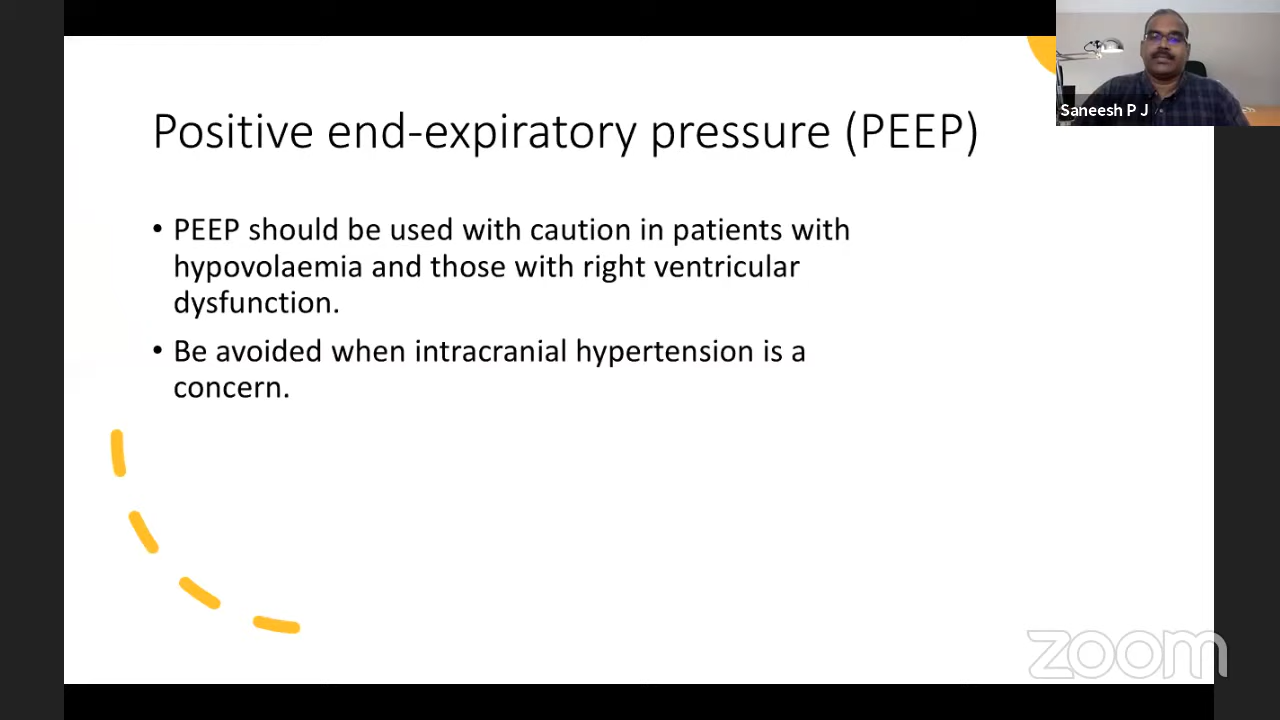 Saneesh P J
Positive end-expiratory pressure (PEEP)
• PEEP should be used with caution in patients with
hypovolaemia and those with right ventricular
dysfunction.
• Be avoided when intracranial hypertension is a
concern.
zoom